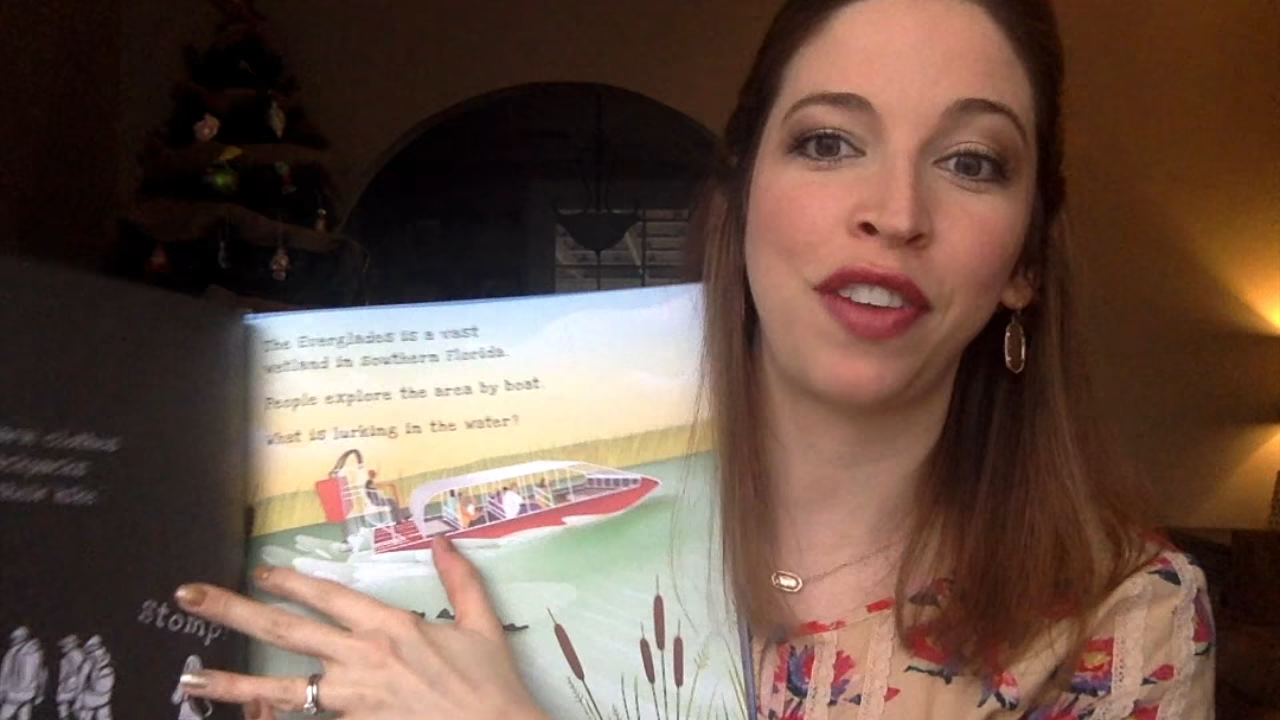 The Everglades is a vast
wetland in Southern Florida.
People explore the area by boat.
What is lurking in the water?
stomp